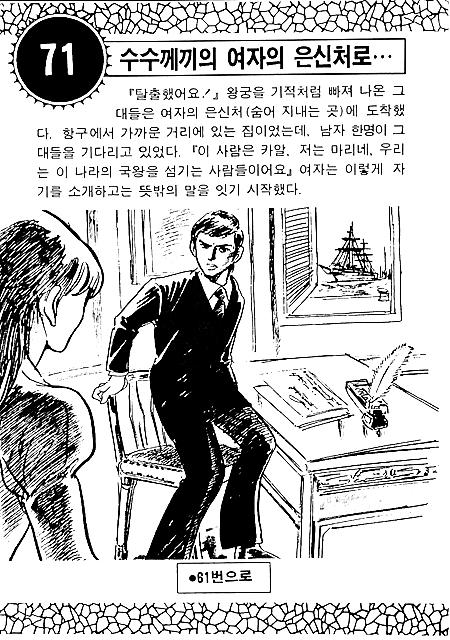 71
수수께끼의 여자의 은신처로…
『탈출했어요!』 왕궁을 기적처럼 빠져 나온 그
대들은 여자의 은신처(숨어 지내는 곳)에 도착했
다. 항구에서 가까운 거리에 있는 집이었는데, 남자 한명이 그
대들을 기다리고 있었다. 『이 사람은 카알, 저는 마리네, 우리
는 이 나라의 국왕을 섬기는 사람들이어요』 여자는 이렇게 자
기를 소개하고는 뜻밖의 말을 잇기 시작했다.
●61번으로